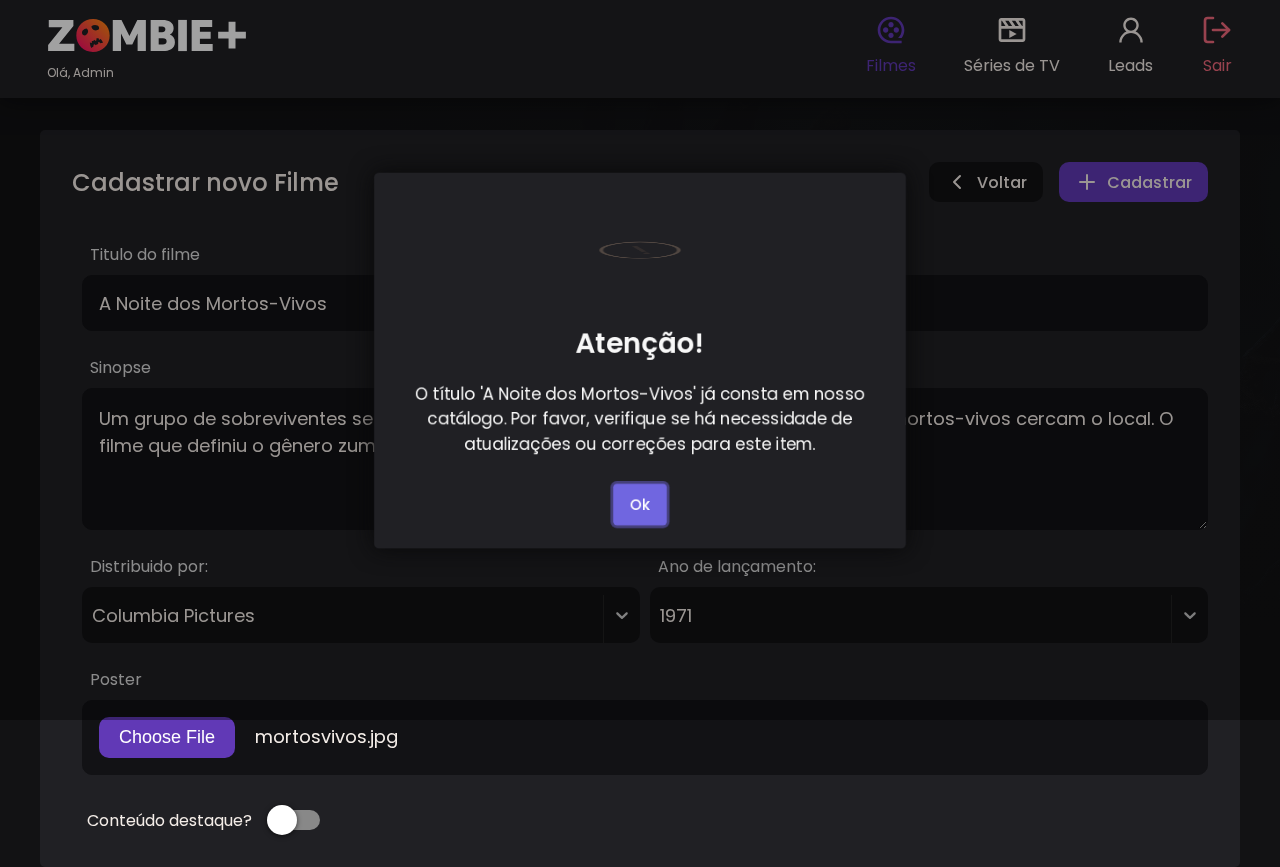 ZOMBIE+
Olá, Admin
Filmes
Séries de TV
Leads
Sair
Cadastrar novo Filme
Voltar
Cadastrar
Titulo do filme
A Noite dos Mortos-Vivos
Sinopse
Um grupo de sobreviventes se
ortos-vivos cercam o local. O
filme que definiu o gênero zum
Atenção!
O título 'A Noite dos Mortos-Vivos' já consta em nosso
catálogo. Por favor, verifique se há necessidade de
atualizações ou correções para este item.
Ok
Distribuido por:
Ano de lançamento:
Columbia Pictures
1971
Poster
Choose File
mortosvivos.jpg
Conteúdo destaque?